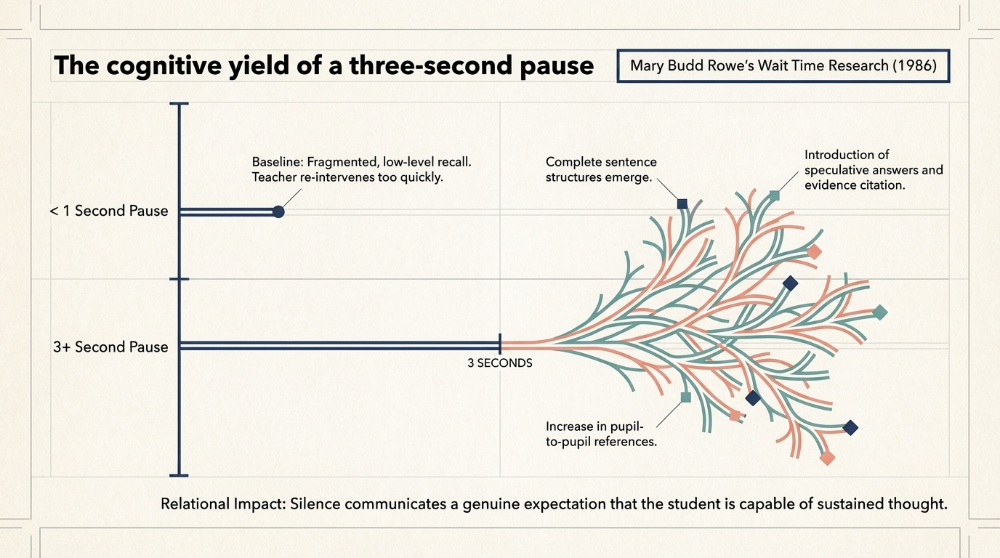 The cognitive yield of a three-second pause
Mary Budd Rowe's Wait Time Research (1986)
Baseline: Fragmented, low-level recall.
Teacher re-intervenes too quickly.
Complete sentence
structures emerge.
Introduction of
speculative answers and
evidence citation.
< 1 Second Pause
3+ Second Pause
3 SECONDS
Increase in pupil-
to-pupil references.
Relational Impact: Silence communicates a genuine expectation that the student is capable of sustained thought.